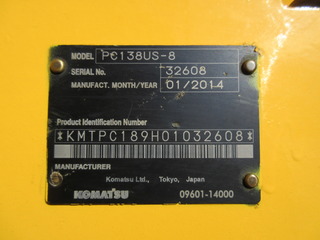 MODEL PC138US-8
SERIAL No. 32608
MANUFACT. MONTH/YEAR 01/2014
Product Identification Number
*KMTPC189H01032608*
MANUFACTURER
Komatsu Ltd., Tokyo, Japan
KOMATSU 09601-14000